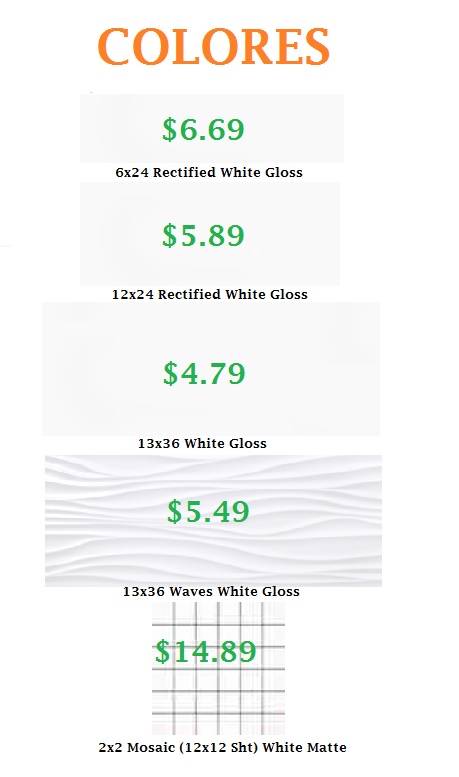 COLORES
$6.69
6x24 Rectified White Gloss
$5.89
12x24 Rectified White Gloss
$4.79
13x36 White Gloss
$5.49
13x36 Waves White Gloss
$14.89
2x2 Mosaic (12x12 Sht) White Matte